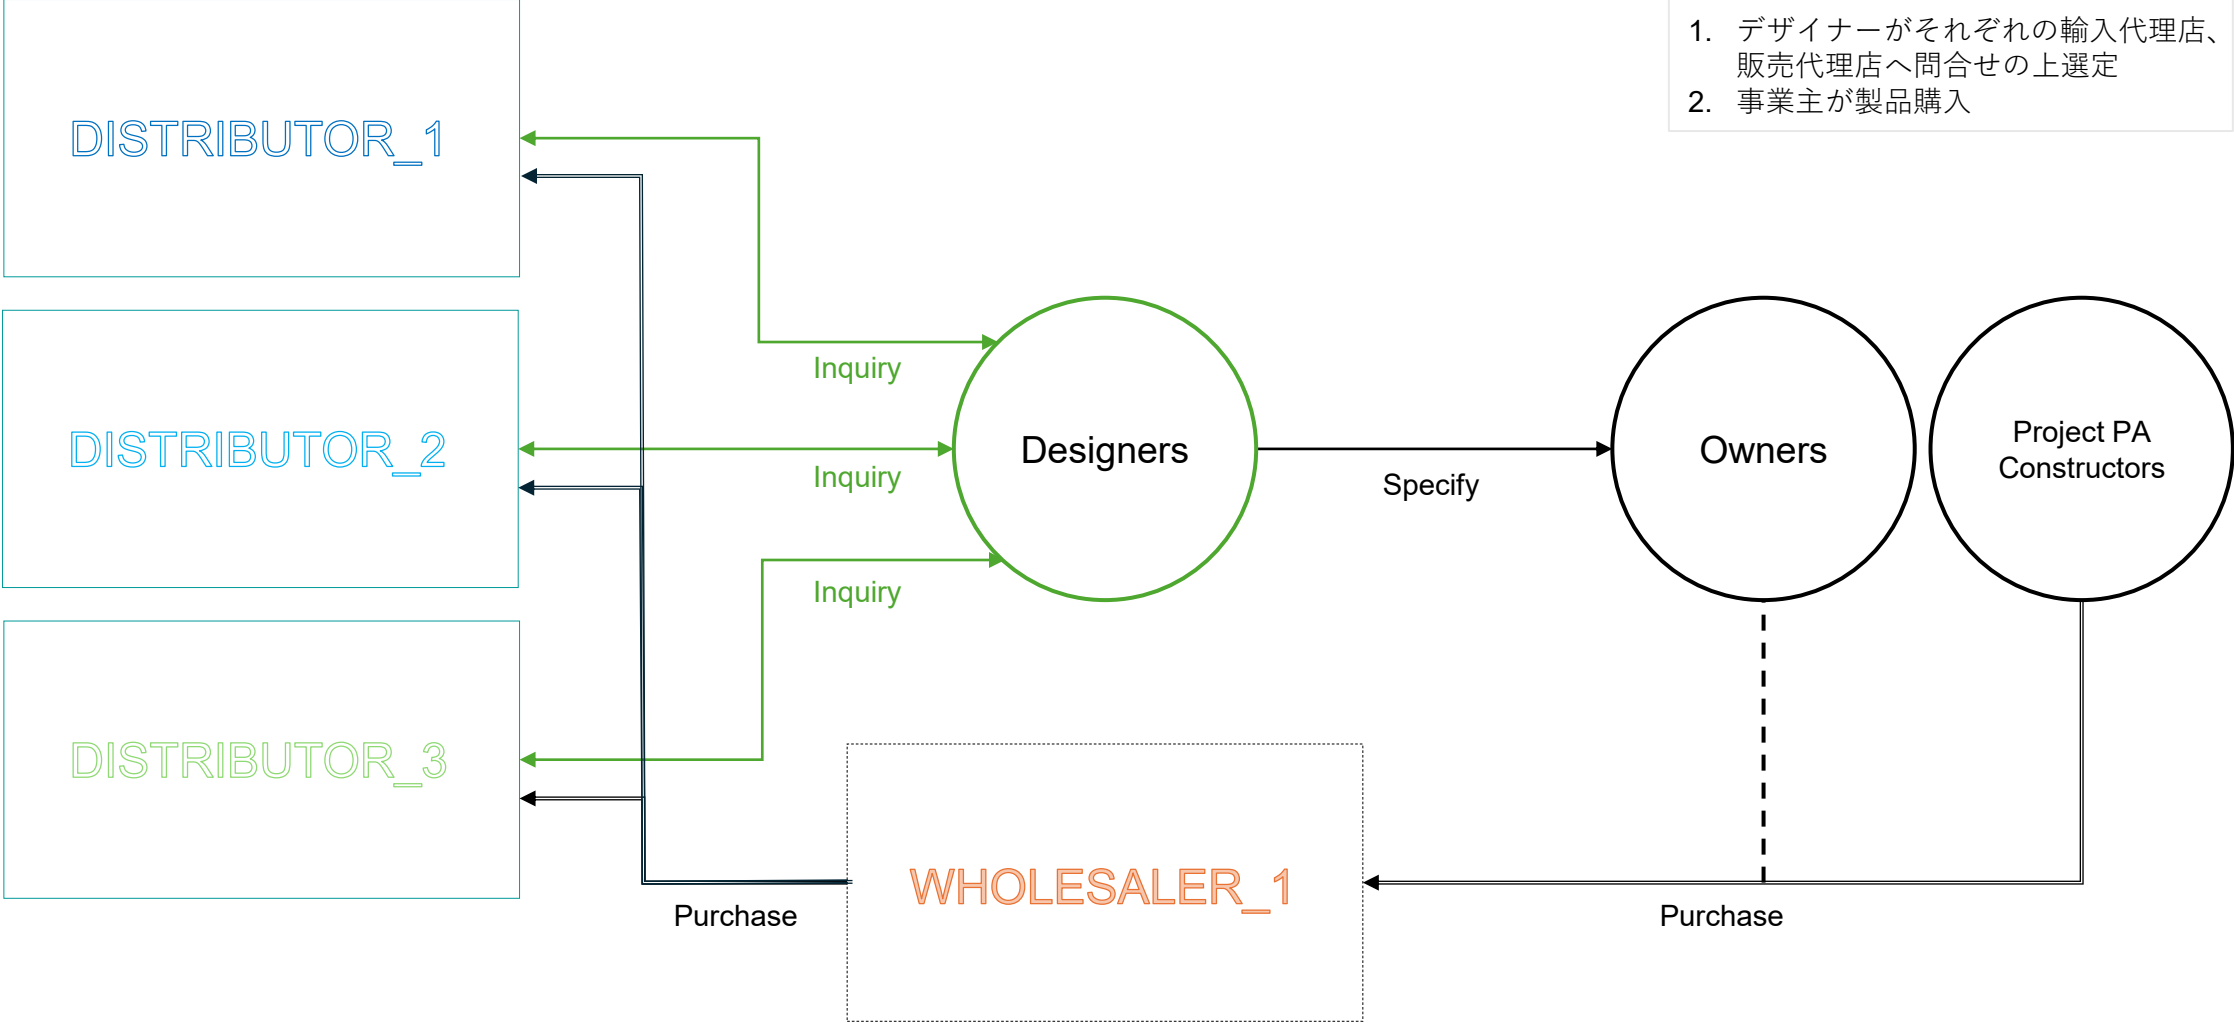 1. デザイナーがそれぞれの輸入代理店、
販売代理店へ問合せの上選定
2. 事業主が製品購入
DISTRIBUTOR_1
Inquiry
DISTRIBUTOR_2
Inquiry
Designers
Specify
Owners
Project PA
Constructors
Inquiry
DISTRIBUTOR_3
WHOLESALER_1
Purchase
Purchase